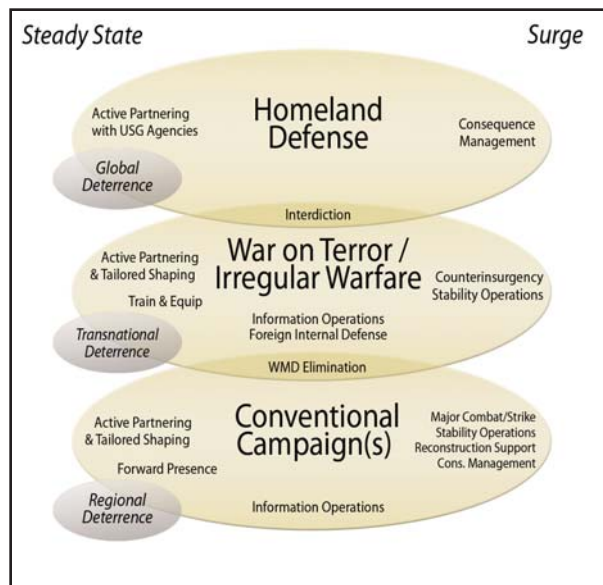 Steady State
Surge
Homeland
Defense
Active Partnering
with USG Agencies
Consequence
Management
Global
Deterrence
Interdiction
War on Terror /
Irregular Warfare
Active Partnering
& Tailored Shaping
Train & Equip
Counterinsurgency
Stability Operations
Information Operations
Foreign Internal Defense
Transnational
Deterrence
WMD Elimination
Conventional
Campaign(s)
Active Partnering
& Tailored Shaping
Forward Presence
Major Combat/Strike
Stability Operations
Reconstruction Support
Cons. Management
Regional
Deterrence
Information Operations